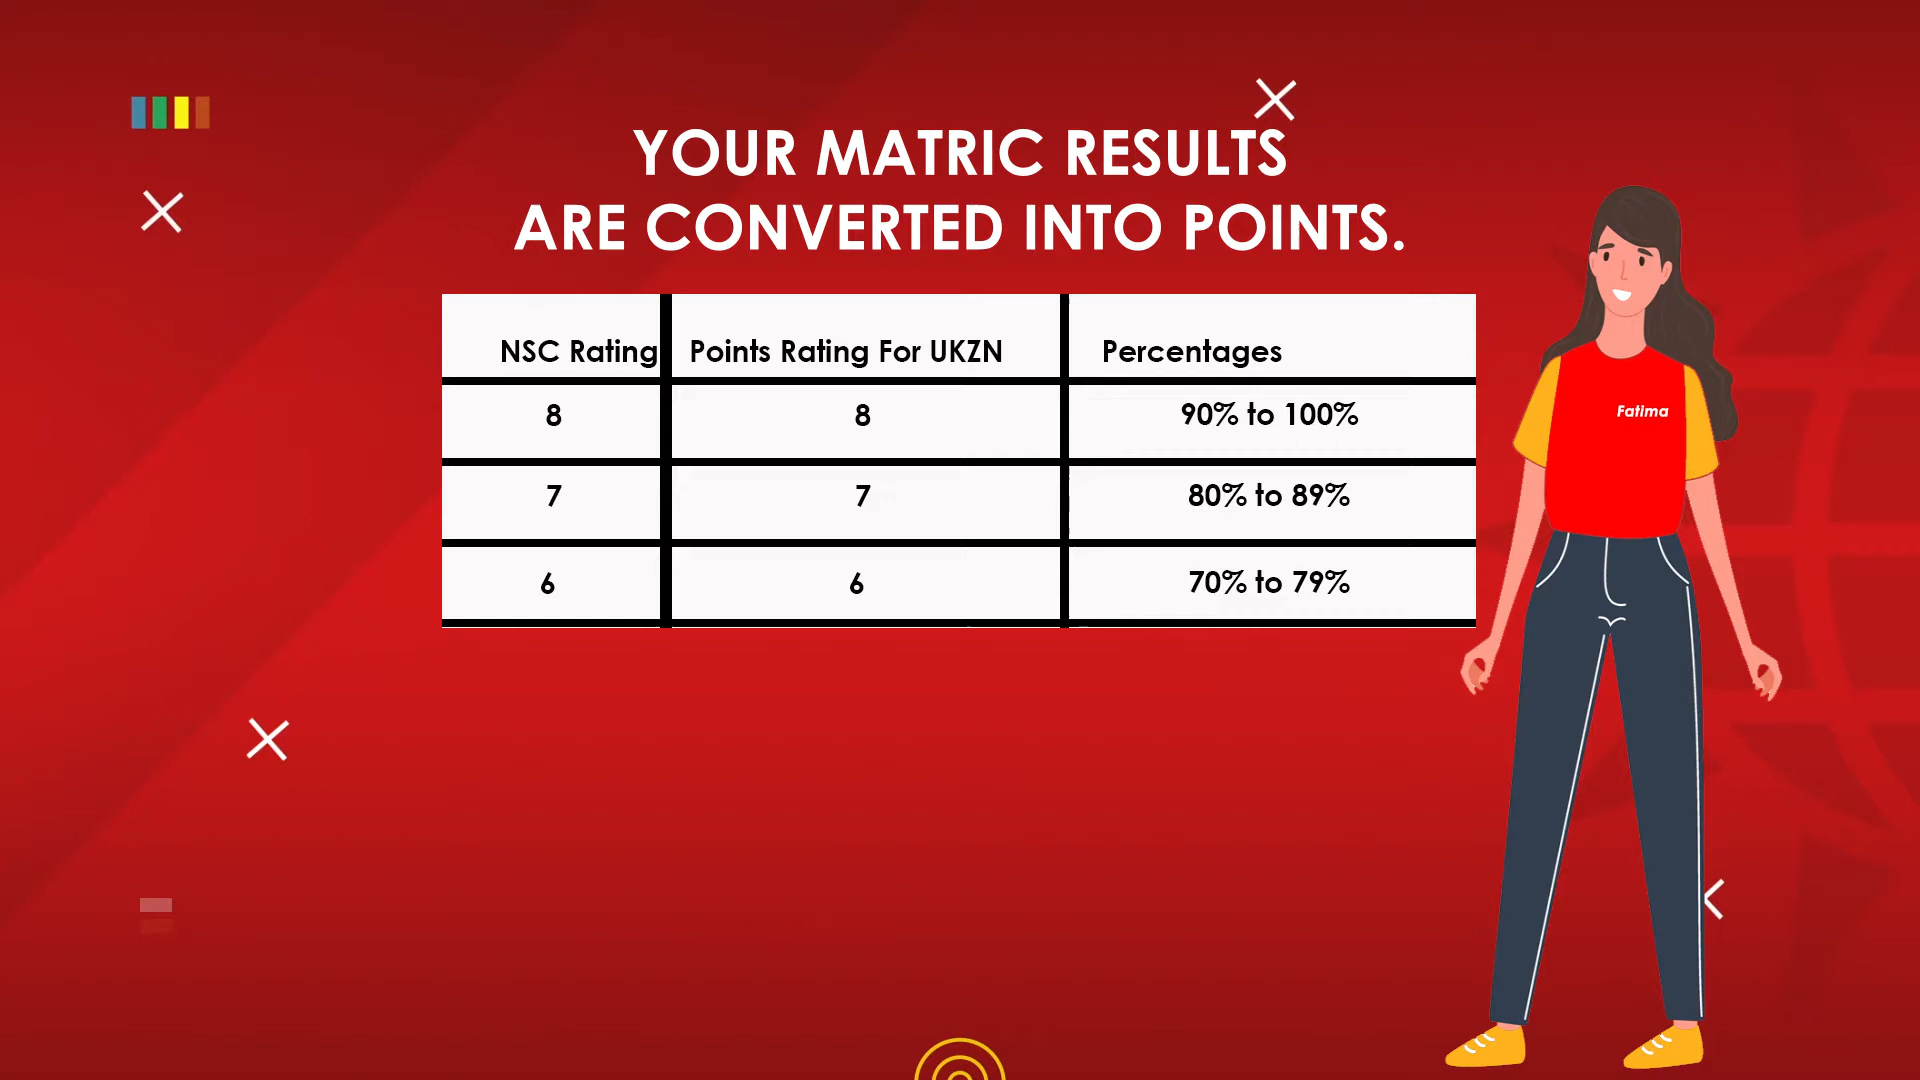 YOUR MATRIC RESULTS
ARE CONVERTED INTO POINTS.
NSC Rating Points Rating For UKZN Percentages
8 8 90% to 100%
7 7 80% to 89%
6 6 70% to 79%
Fatima